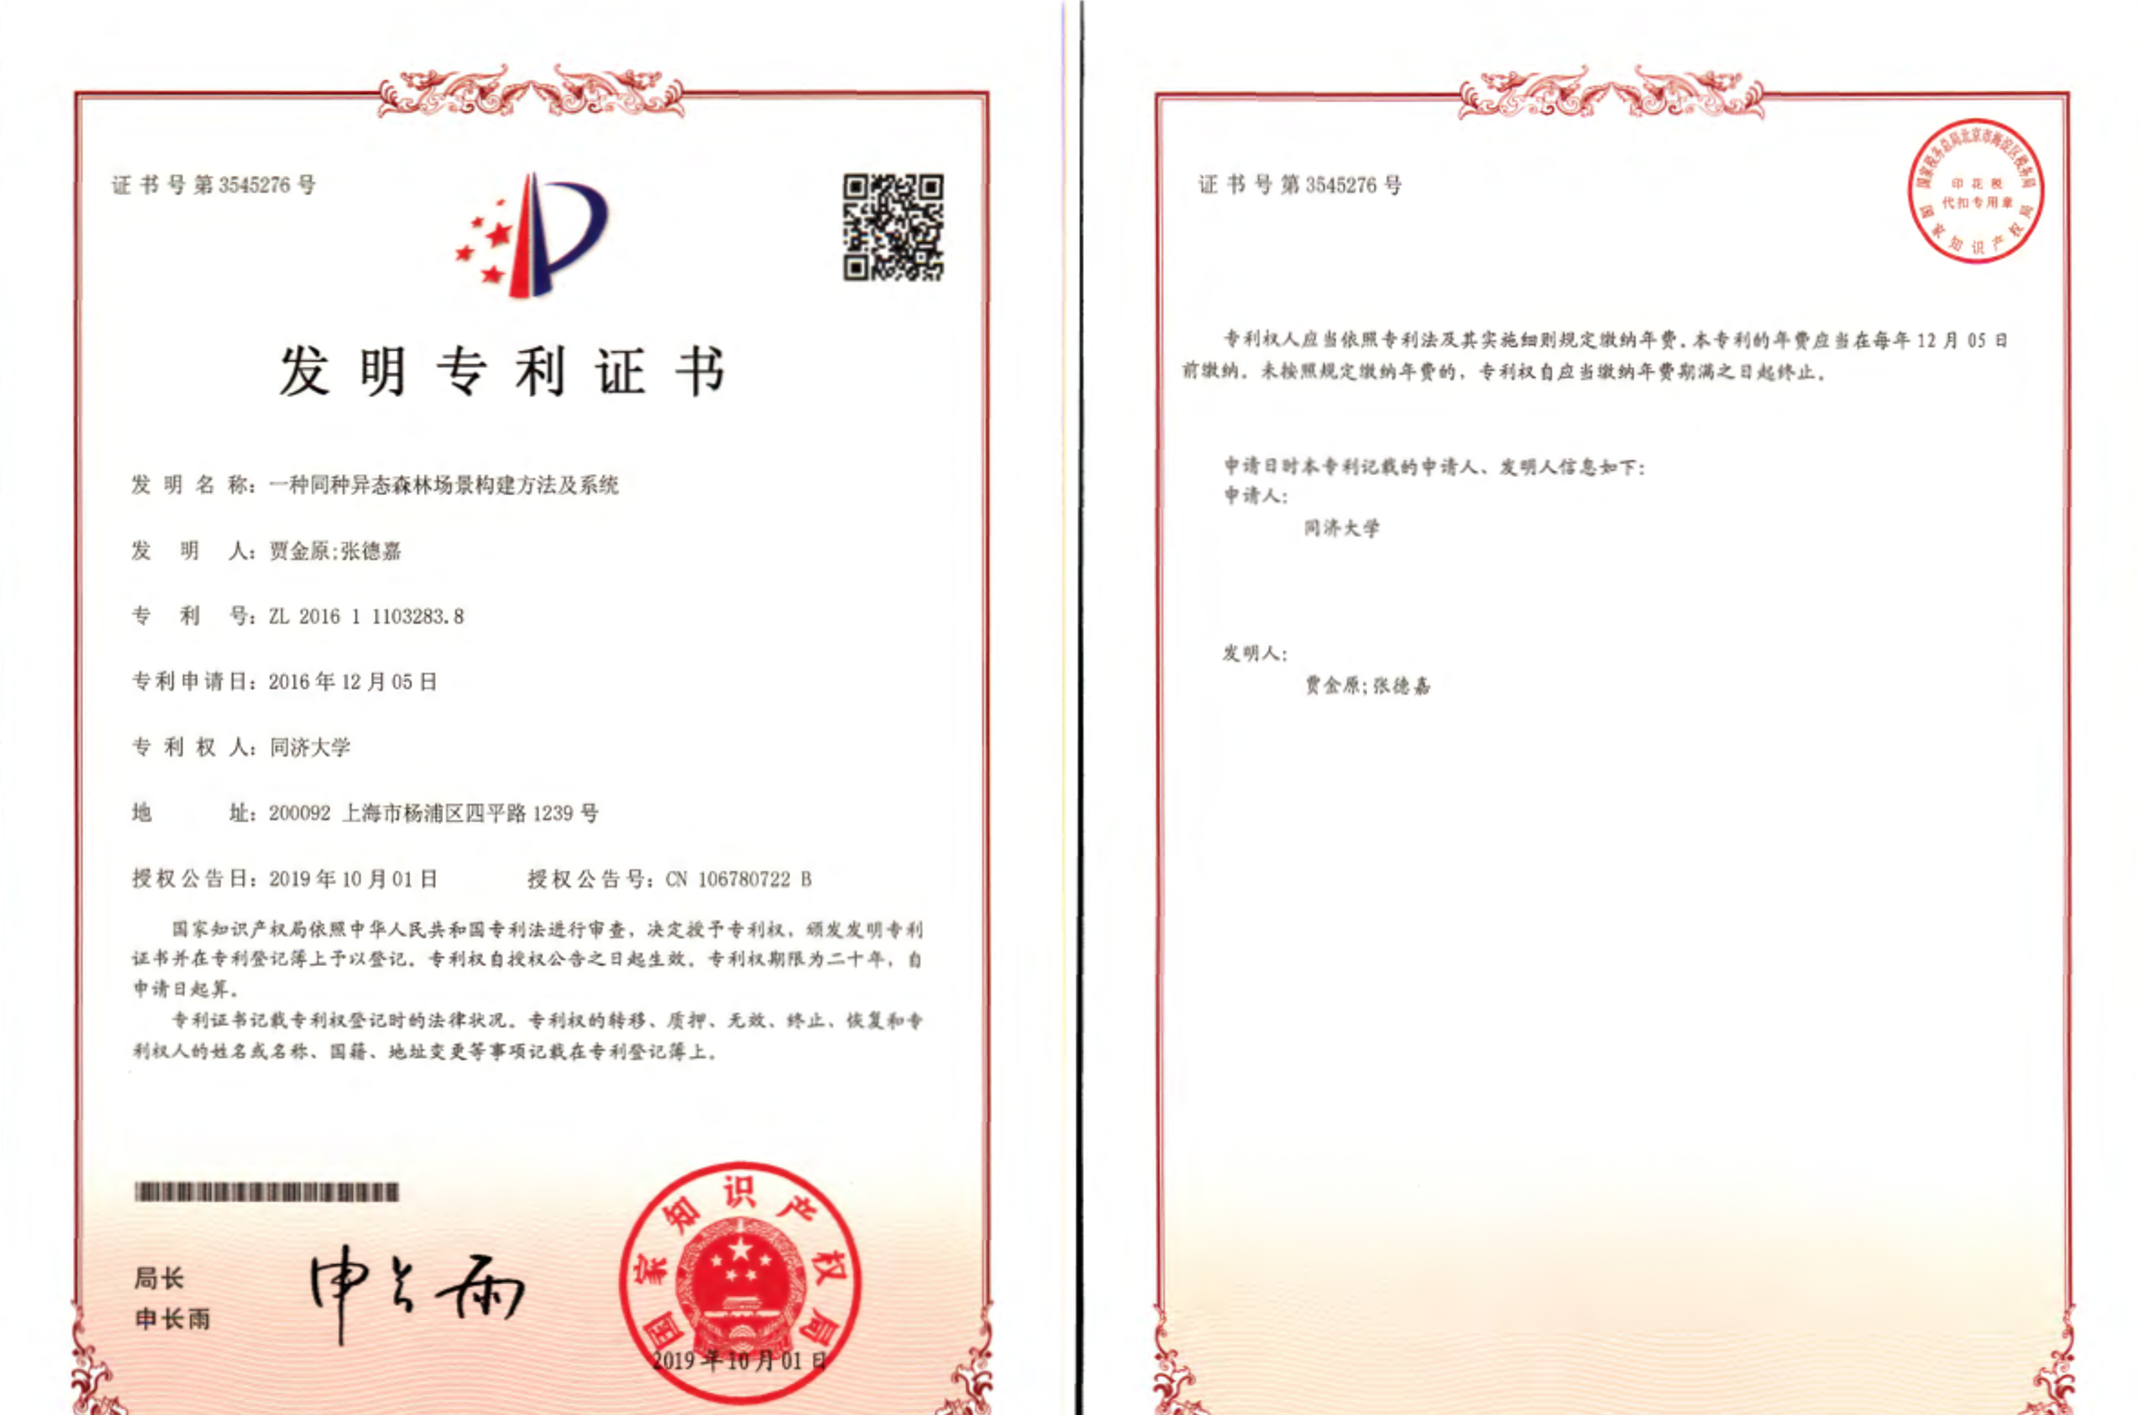 证书号第3545276号
发明专利证书
发明名称：一种同种异态森林场景构建方法及系统
发明人：贾金原;张德嘉
专利号：ZL 2016 1 1103283.8
专利申请日：2016年12月05日
专利权人：同济大学
地址：200092 上海市杨浦区四平路1239号
授权公告日：2019年10月01日 授权公告号：CN 106780722 B
国家知识产权局依照中华人民共和国专利法进行审查，决定授予专利权，颁发发明专利
证书并在专利登记簿上予以登记。专利权自授权公告之日起生效。专利权期限为二十年，自
申请日起算。
专利证书记载专利权登记时的法律状况。专利权的转移、质押、无效、终止、恢复和专
利权人的姓名或名称、国籍、地址变更等事项记载在专利登记簿上。
局长
申长雨
申长雨
国家知识产权局
2019年10月01日
证书号第3545276号
国家税务总局北京市海淀区税务局
印花税
代扣专用章
国家知识产权局
专利权人应当依照专利法及其实施细则规定缴纳年费。本专利的年费应当在每年12月05日
前缴纳。未按照规定缴纳年费的，专利权自应当缴纳年费期满之日起终止。
申请日时本专利记载的申请人、发明人信息如下：
申请人：
同济大学
发明人：
贾金原;张德嘉